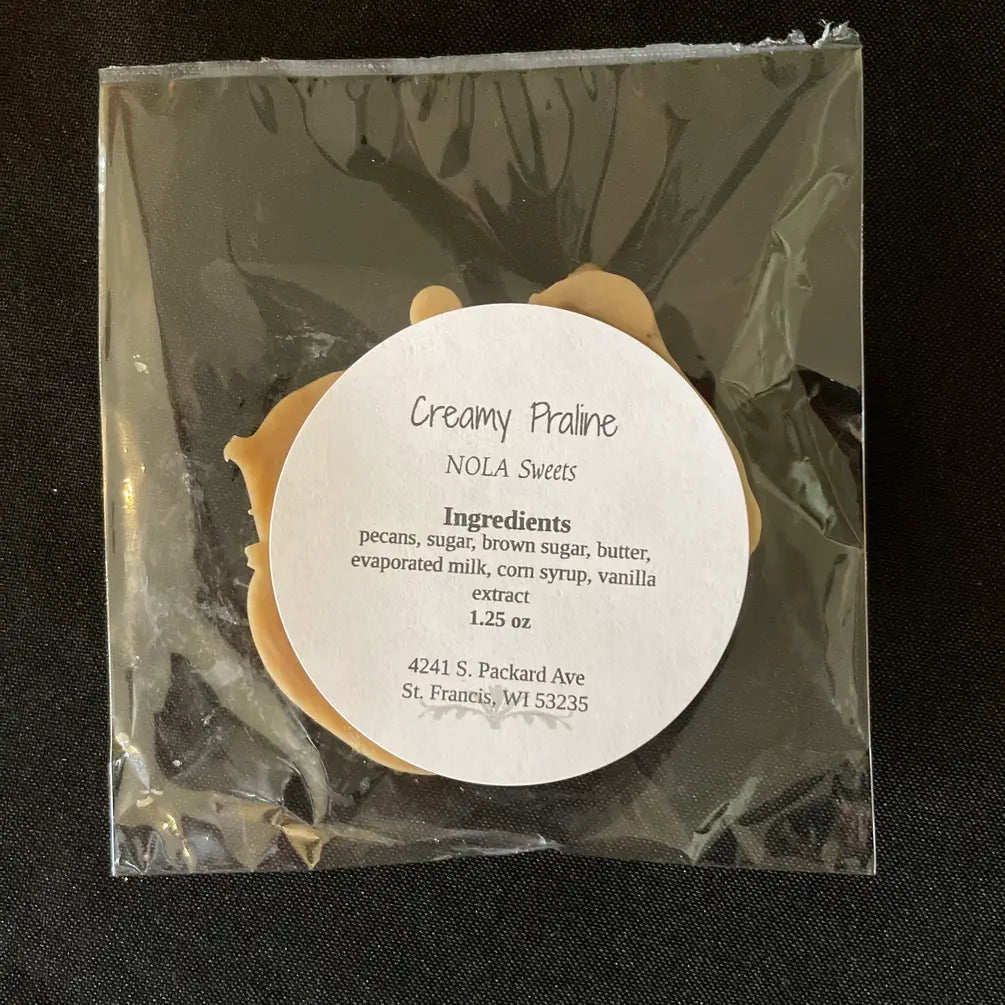 Creamy Praline
NOLA Sweets
Ingredients
pecans, sugar, brown sugar, butter,
evaporated milk, corn syrup, vanilla
extract
1.25 oz
4241 S. Packard Ave
St. Francis, WI 53235